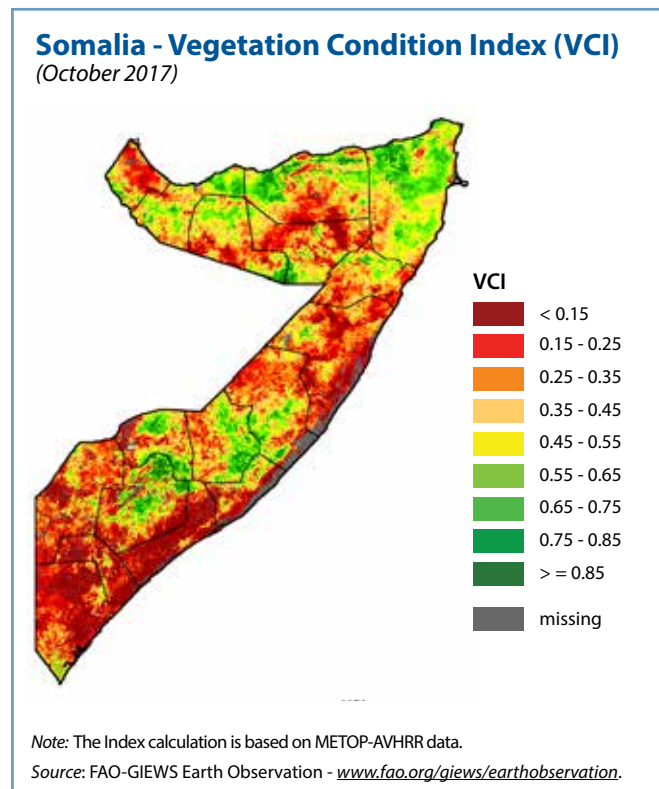 Somalia - Vegetation Condition Index (VCI)
(October 2017)
VCI
< 0.15
0.15 - 0.25
0.25 - 0.35
0.35 - 0.45
0.45 - 0.55
0.55 - 0.65
0.65 - 0.75
0.75 - 0.85
> = 0.85
missing
Note: The Index calculation is based on METOP-AVHRR data.
Source: FAO-GIEWS Earth Observation - www.fao.org/giews/earthobservation.